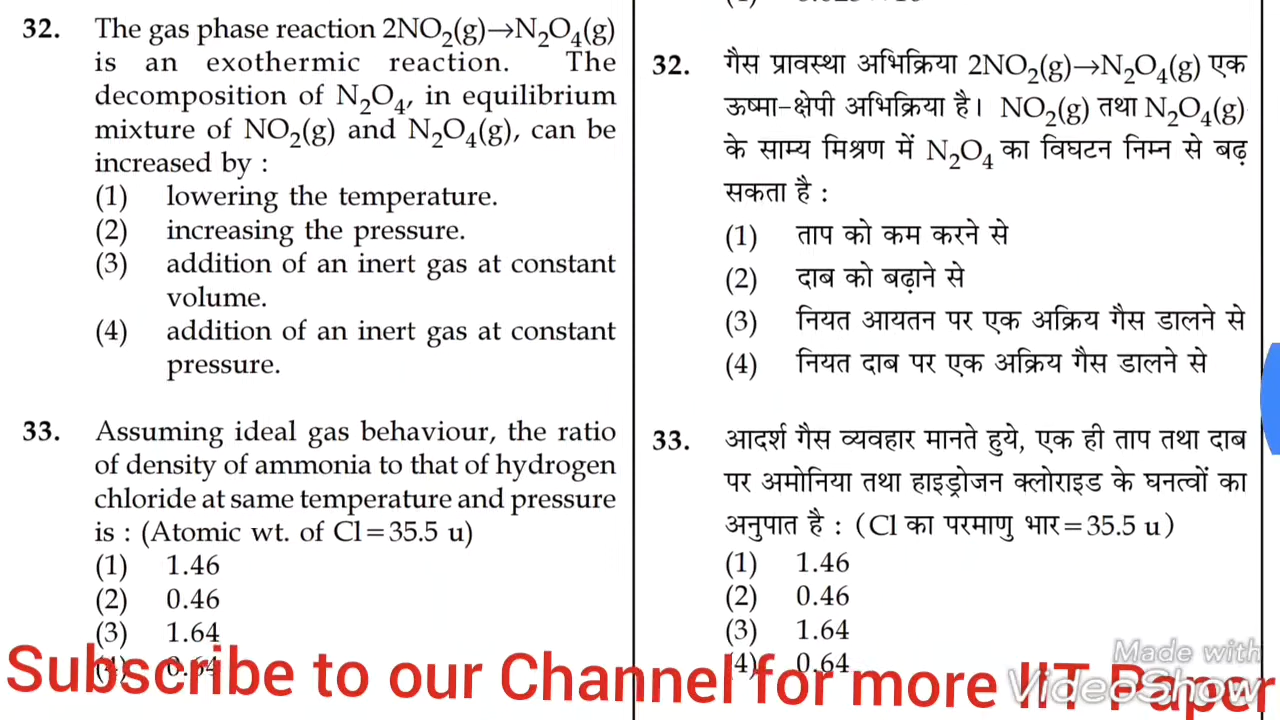 32. The gas phase reaction 2NO₂(g)→N₂O₄(g)
is an exothermic reaction. The
decomposition of N₂O₄, in equilibrium
mixture of NO₂(g) and N₂O₄(g), can be
increased by :
(1) lowering the temperature.
(2) increasing the pressure.
(3) addition of an inert gas at constant
volume.
(4) addition of an inert gas at constant
pressure.
33. Assuming ideal gas behaviour, the ratio
of density of ammonia to that of hydrogen
chloride at same temperature and pressure
is : (Atomic wt. of Cl=35.5 u)
(1) 1.46
(2) 0.46
(3) 1.64
(4) 0.64
32. गैस प्रावस्था अभिक्रिया 2NO₂(g)→N₂O₄(g) एक
ऊष्मा-क्षेपी अभिक्रिया है। NO₂(g) तथा N₂O₄(g)
के साम्य मिश्रण में N₂O₄ का विघटन निम्न से बढ़
सकता है :
(1) ताप को कम करने से
(2) दाब को बढ़ाने से
(3) नियत आयतन पर एक अक्रिय गैस डालने से
(4) नियत दाब पर एक अक्रिय गैस डालने से
33. आदर्श गैस व्यवहार मानते हुये, एक ही ताप तथा दाब
पर अमोनिया तथा हाइड्रोजन क्लोराइड के घनत्वों का
अनुपात है : (Cl का परमाणु भार=35.5 u)
(1) 1.46
(2) 0.46
(3) 1.64
(4) 0.64
Subscribe to our Channel for more IIT Paper
Made with
VideoShow